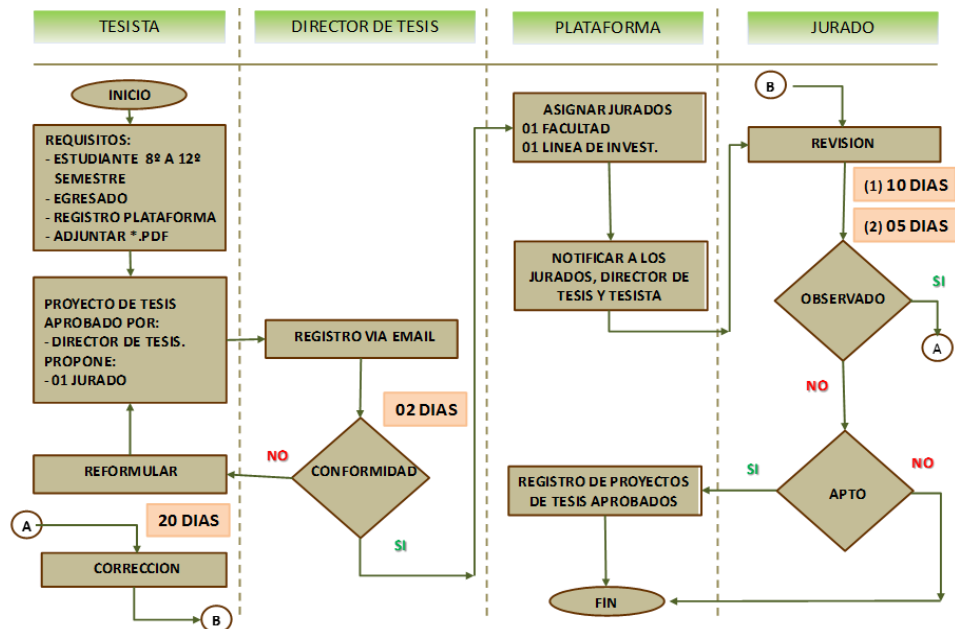 TESISTA
DIRECTOR DE TESIS
PLATAFORMA
JURADO
INICIO
REQUISITOS:
- ESTUDIANTE 8º A 12º
SEMESTRE
- EGRESADO
- REGISTRO PLATAFORMA
- ADJUNTAR *.PDF
PROYECTO DE TESIS
APROBADO POR:
- DIRECTOR DE TESIS.
PROPONE:
- 01 JURADO
REFORMULAR
A
20 DIAS
CORRECCION
B
REGISTRO VIA EMAIL
02 DIAS
CONFORMIDAD
NO
SI
ASIGNAR JURADOS
01 FACULTAD
01 LINEA DE INVEST.
NOTIFICAR A LOS
JURADOS, DIRECTOR DE
TESIS Y TESISTA
REGISTRO DE PROYECTOS
DE TESIS APROBADOS
FIN
B
REVISION
(1) 10 DIAS
(2) 05 DIAS
OBSERVADO
SI
A
NO
APTO
SI
NO